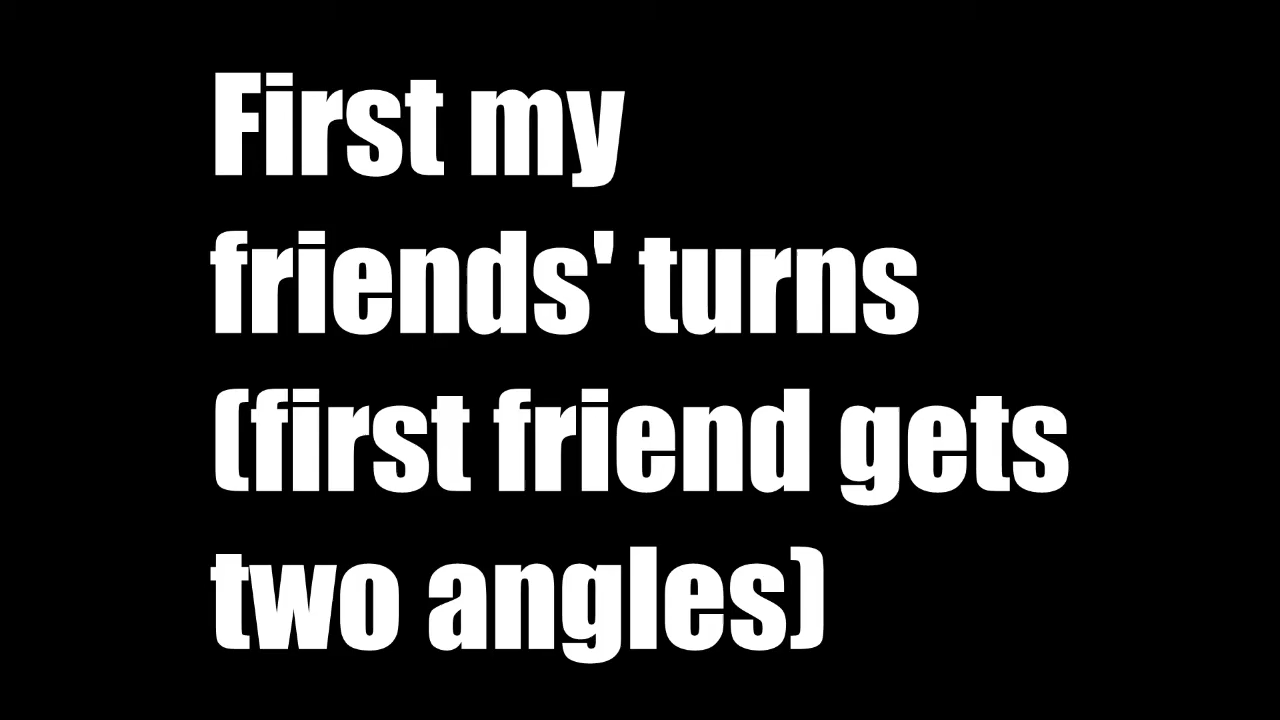 First my
friends' turns
(first friend gets
two angles)